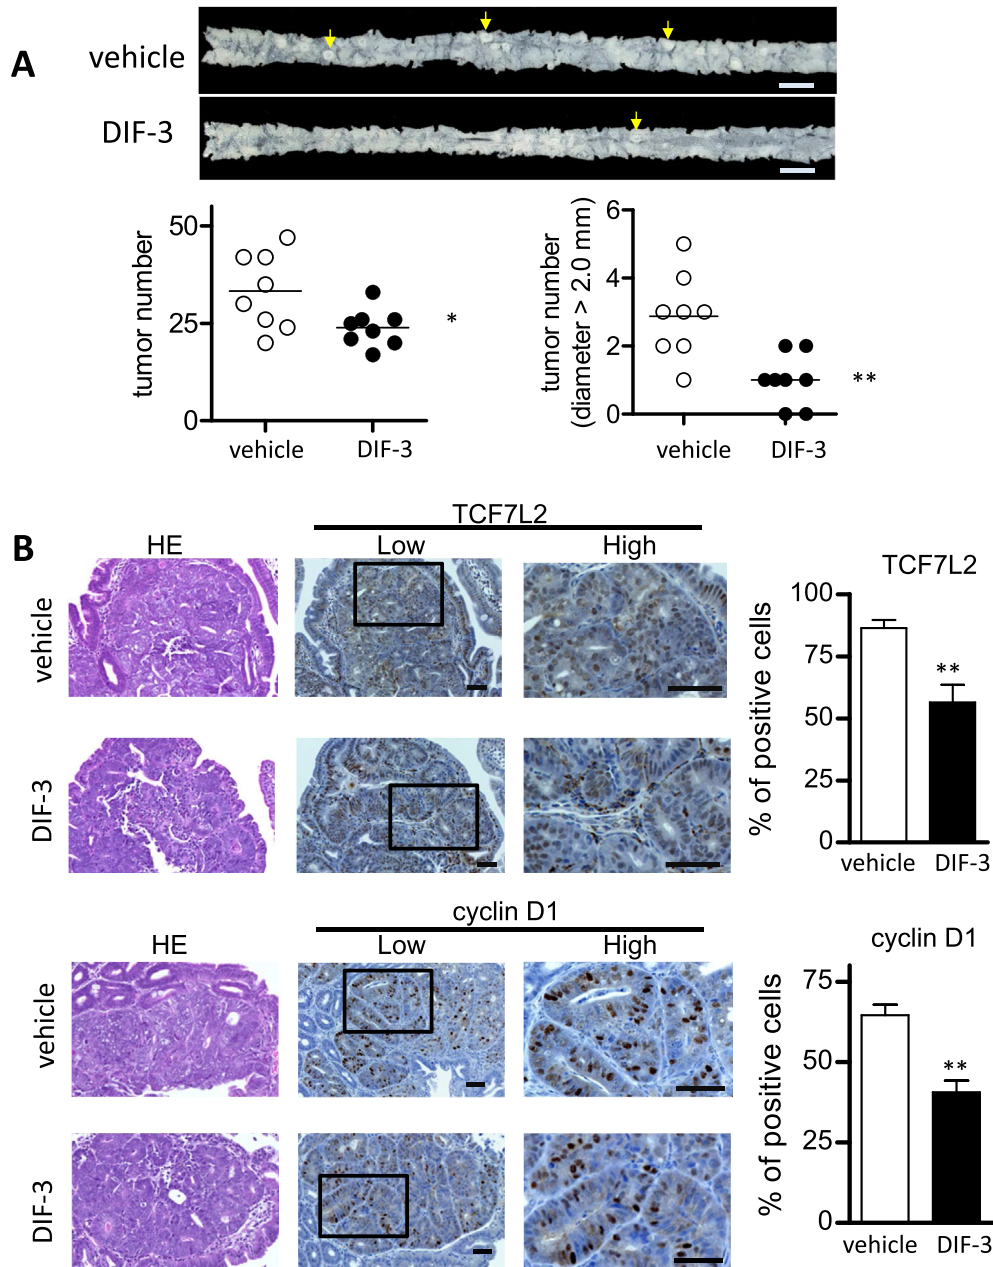 A
vehicle
DIF-3
tumor number
50
25
0
vehicle
DIF-3
*
tumor number
(diameter > 2.0 mm)
6
4
2
0
vehicle
DIF-3
**
B
TCF7L2
HE
Low
High
vehicle
DIF-3
TCF7L2
% of positive cells
100
75
50
25
0
**
vehicle
DIF-3
cyclin D1
HE
Low
High
vehicle
DIF-3
cyclin D1
% of positive cells
75
50
25
0
**
vehicle
DIF-3